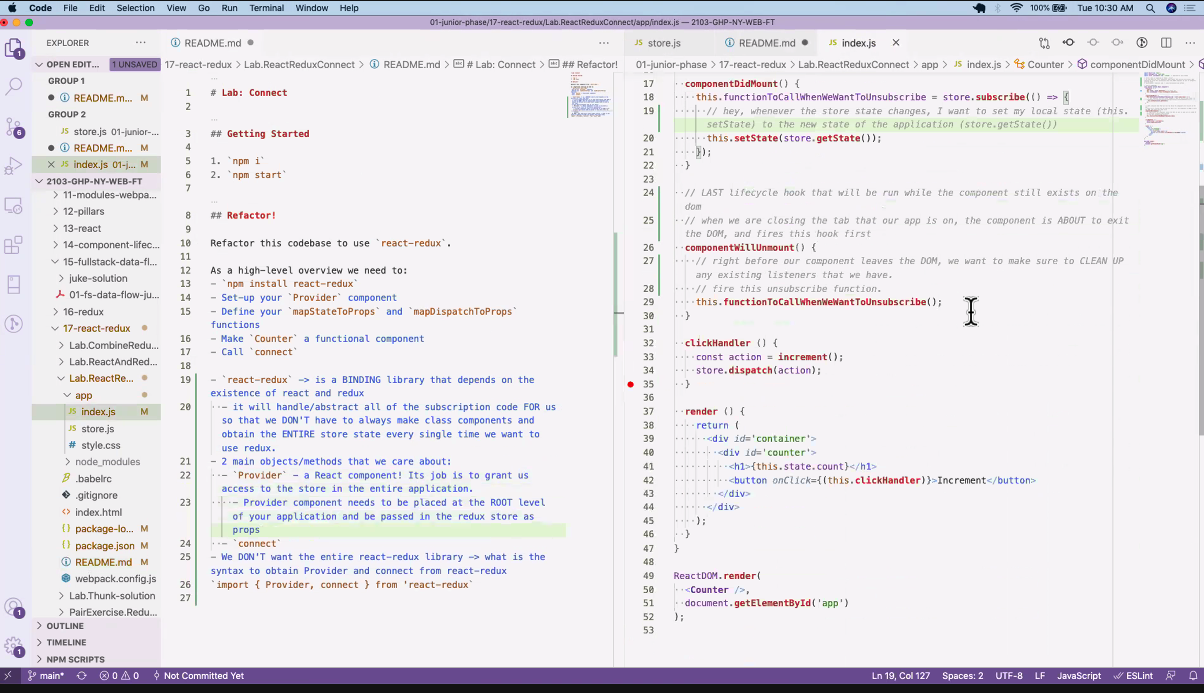 Code File Edit Selection View Go Run Terminal Window Help
100% Tue 10:30 AM
01-junior-phase/17-react-redux/Lab.ReactReduxConnect/app/index.js — 2103-GHP-NY-WEB-FT
EXPLORER
OPEN EDIT... 1 UNSAVED
GROUP 1
README.m... M
GROUP 2
store.js 01-junior-...
README.m... M
index.js 01-j... M
2103-GHP-NY-WEB-FT
11-modules-webpa...
12-pillars
13-react
14-component-lifec...
15-fullstack-data-fl...
juke-solution
01-fs-data-flow-ju...
16-redux
17-react-redux
Lab.CombineRedu...
Lab.ReactAndRed...
Lab.ReactRe...
app
index.js M
store.js
style.css
node_modules
.babelrc
.gitignore
index.html
package-lo... M
package.json M
README.md M
webpack.config.js
Lab.Thunk-solution
PairExercise.Redu...
OUTLINE
TIMELINE
NPM SCRIPTS
README.md
17-react-redux > Lab.ReactReduxConnect > README.md > # Lab: Connect > ## Refactor!
1 # Lab: Connect
2
3 ## Getting Started
4
5 1. `npm i`
6 2. `npm start`
7
8 ## Refactor!
9
10 Refactor this codebase to use `react-redux`.
11
12 As a high-level overview we need to:
13 - `npm install react-redux`
14 - Set-up your `Provider` component
15 - Define your `mapStateToProps` and `mapDispatchToProps`
functions
16 - Make `Counter` a functional component
17 - Call `connect`
18
19 - `react-redux` -> is a BINDING library that depends on the
existence of react and redux
20 - it will handle/abstract all of the subscription code FOR us
so that we DON'T have to always make class components and
obtain the ENTIRE store state every single time we want to
use redux.
21 - 2 main objects/methods that we care about:
22 - `Provider` - a React component! Its job is to grant us
access to the store in the entire application.
23 - Provider component needs to be placed at the ROOT level
of your application and be passed in the redux store as
props
24 - `connect`
25 - We DON'T want the entire react-redux library -> what is the
syntax to obtain Provider and connect from react-redux
26 `import { Provider, connect } from 'react-redux`
27
store.js README.md index.js
01-junior-phase > 17-react-redux > Lab.ReactReduxConnect > app > index.js > Counter > componentDidMount
17 componentDidMount() {
18 this.functionToCallWhenWeWantToUnsubscribe = store.subscribe(() => {
19 // hey, whenever the store state changes, I want to set my local state (this.
setState) to the new state of the application (store.getState())
20 this.setState(store.getState());
21 });
22 }
23
24 // LAST lifecycle hook that will be run while the component still exists on the
dom
25 // when we are closing the tab that our app is on, the component is ABOUT to exit
the DOM, and fires this hook first
26 componentWillUnmount() {
27 // right before our component leaves the DOM, we want to make sure to CLEAN UP
any existing listeners that we have.
28 // fire this unsubscribe function.
29 this.functionToCallWhenWeWantToUnsubscribe();
30 }
31
32 clickHandler () {
33 const action = increment();
34 store.dispatch(action);
35 }
36
37 render () {
38 return (
39 <div id='container'>
40 <div id='counter'>
41 <h1>{this.state.count}</h1>
42 <button onClick={(this.clickHandler)}>Increment</button>
43 </div>
44 </div>
45 );
46 }
47 }
48
49 ReactDOM.render(
50 <Counter />,
51 document.getElementById('app')
52 );
53
main* 0 0 Not Committed Yet
Ln 19, Col 127 Spaces: 2 UTF-8 LF JavaScript ESLint